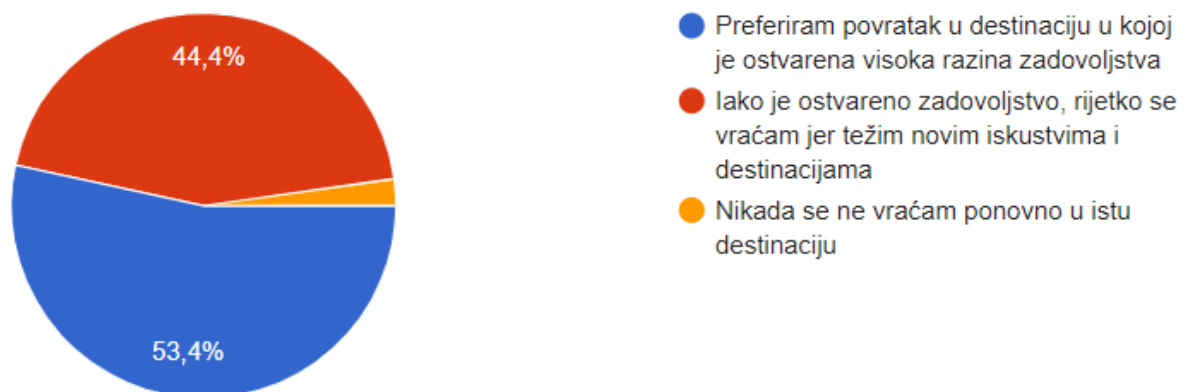 44,4%
53,4%
Preferiram povratak u destinaciju u kojoj
je ostvarena visoka razina zadovoljstva
Iako je ostvareno zadovoljstvo, rijetko se
vraćam jer težim novim iskustvima i
destinacijama
Nikada se ne vraćam ponovno u istu
destinaciju